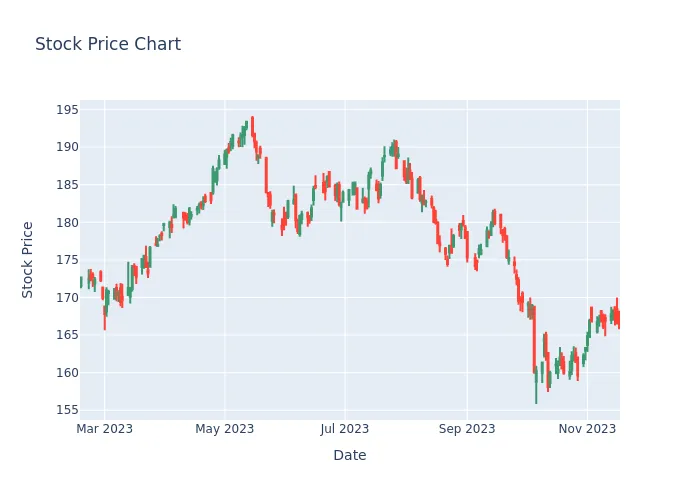 Stock Price Chart
195
190
185
180
175
170
165
160
155
Stock Price
Mar 2023
May 2023
Jul 2023
Sep 2023
Nov 2023
Date